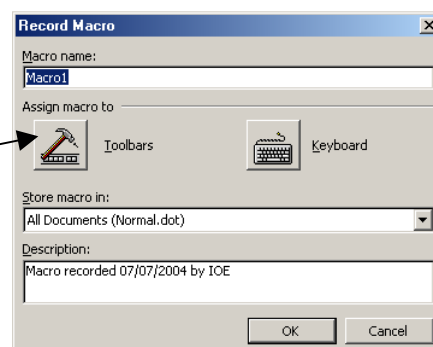 Record Macro
Macro name:
Macro1
Assign macro to
Toolbars
Keyboard
Store macro in:
All Documents (Normal.dot)
Description:
Macro recorded 07/07/2004 by IOE
OK
Cancel